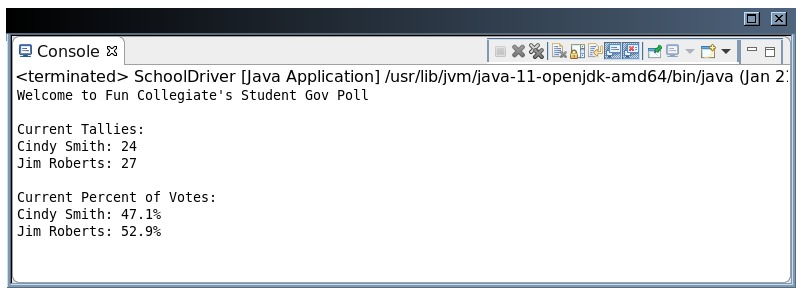 Console
<terminated> SchoolDriver [Java Application] /usr/lib/jvm/java-11-openjdk-amd64/bin/java (Jan
Welcome to Fun Collegiate's Student Gov Poll
Current Tallies:
Cindy Smith: 24
Jim Roberts: 27
Current Percent of Votes:
Cindy Smith: 47.1%
Jim Roberts: 52.9%